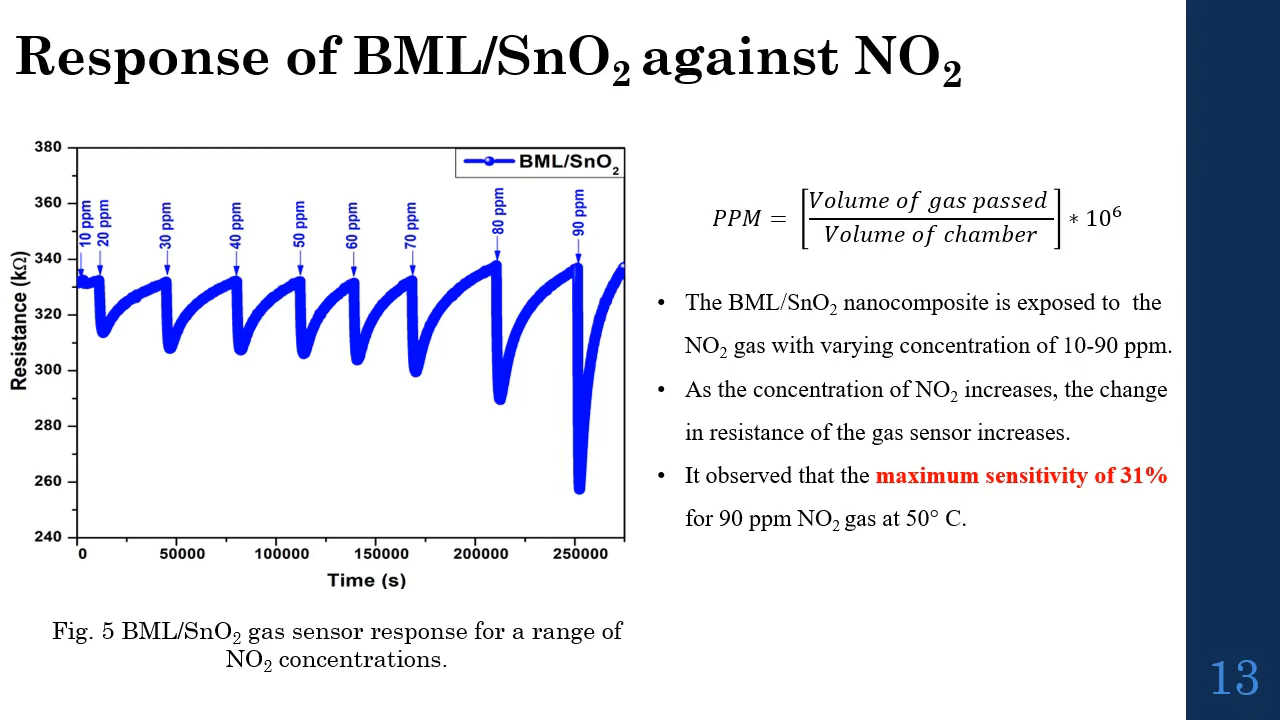 Response of BML/SnO₂ against NO₂
380
360
340
320
300
280
260
240
Resistance (kΩ)
BML/SnO₂
10 ppm
20 ppm
30 ppm
40 ppm
50 ppm
60 ppm
70 ppm
80 ppm
90 ppm
0 50000 100000 150000 200000 250000
Time (s)
Fig. 5 BML/SnO₂ gas sensor response for a range of
NO₂ concentrations.
PPM = [Volume of gas passed / Volume of chamber] * 10⁶
• The BML/SnO₂ nanocomposite is exposed to the
NO₂ gas with varying concentration of 10-90 ppm.
• As the concentration of NO₂ increases, the change
in resistance of the gas sensor increases.
• It observed that the maximum sensitivity of 31%
for 90 ppm NO₂ gas at 50° C.
13